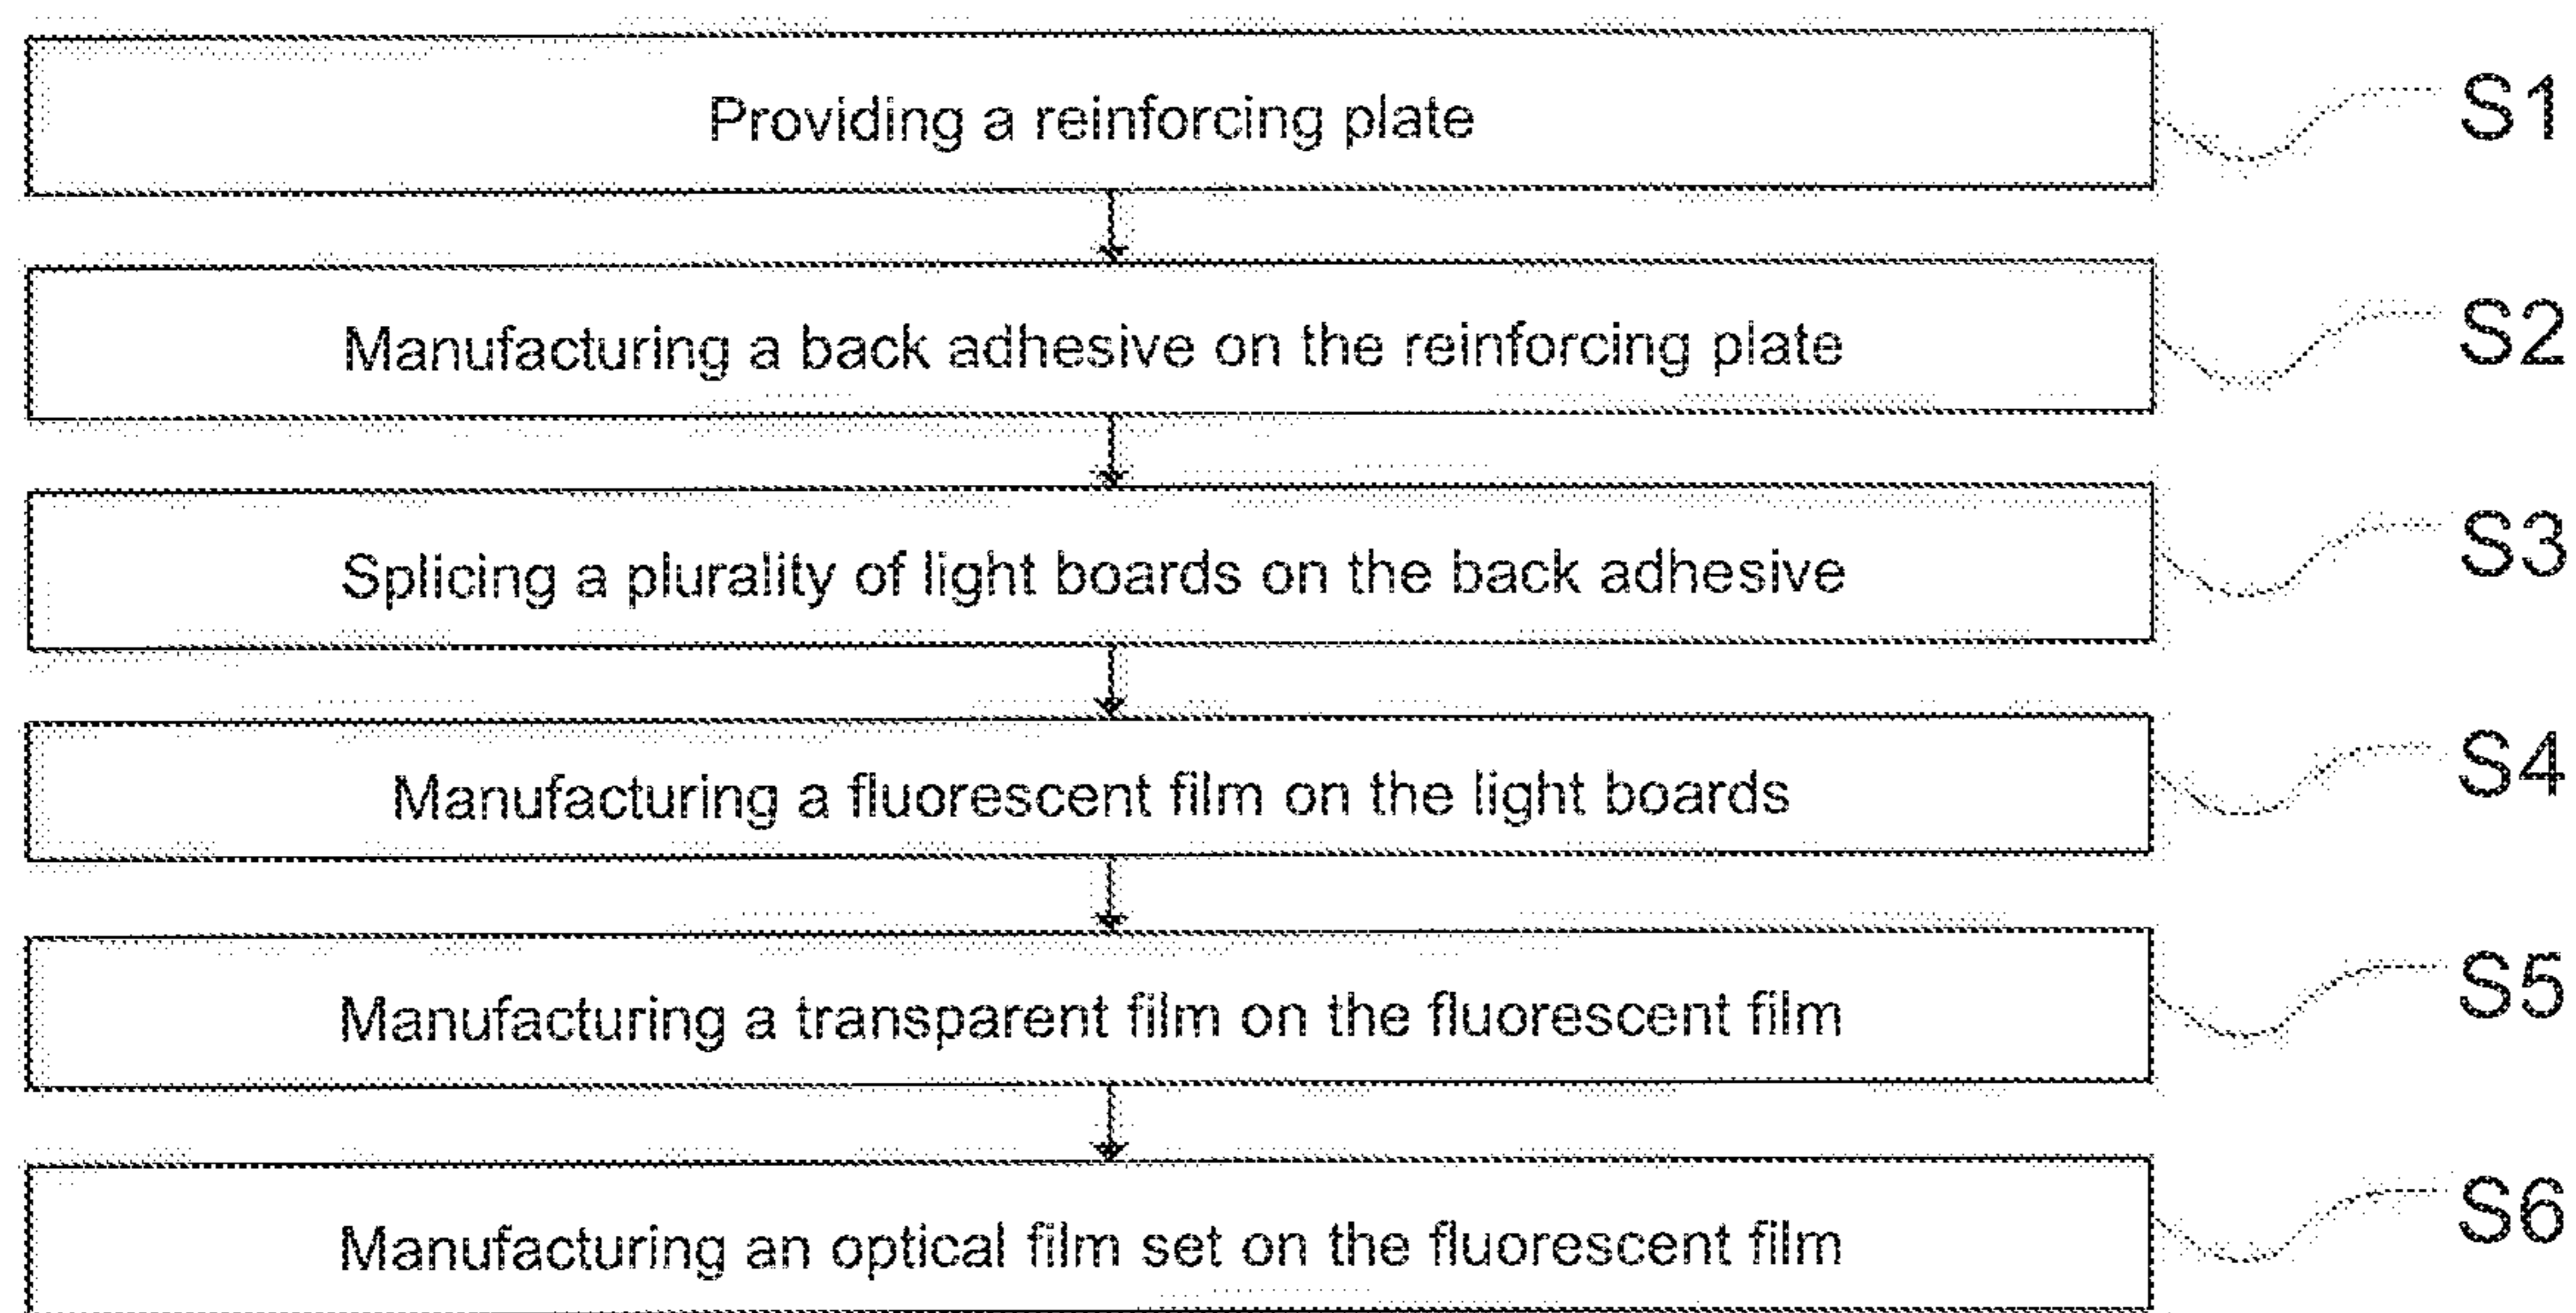 Providing a reinforcing plate S1
Manufacturing a back adhesive on the reinforcing plate S2
Splicing a plurality of light boards on the back adhesive S3
Manufacturing a fluorescent film on the light boards S4
Manufacturing a transparent film on the fluorescent film S5
Manufacturing an optical film set on the fluorescent film S6